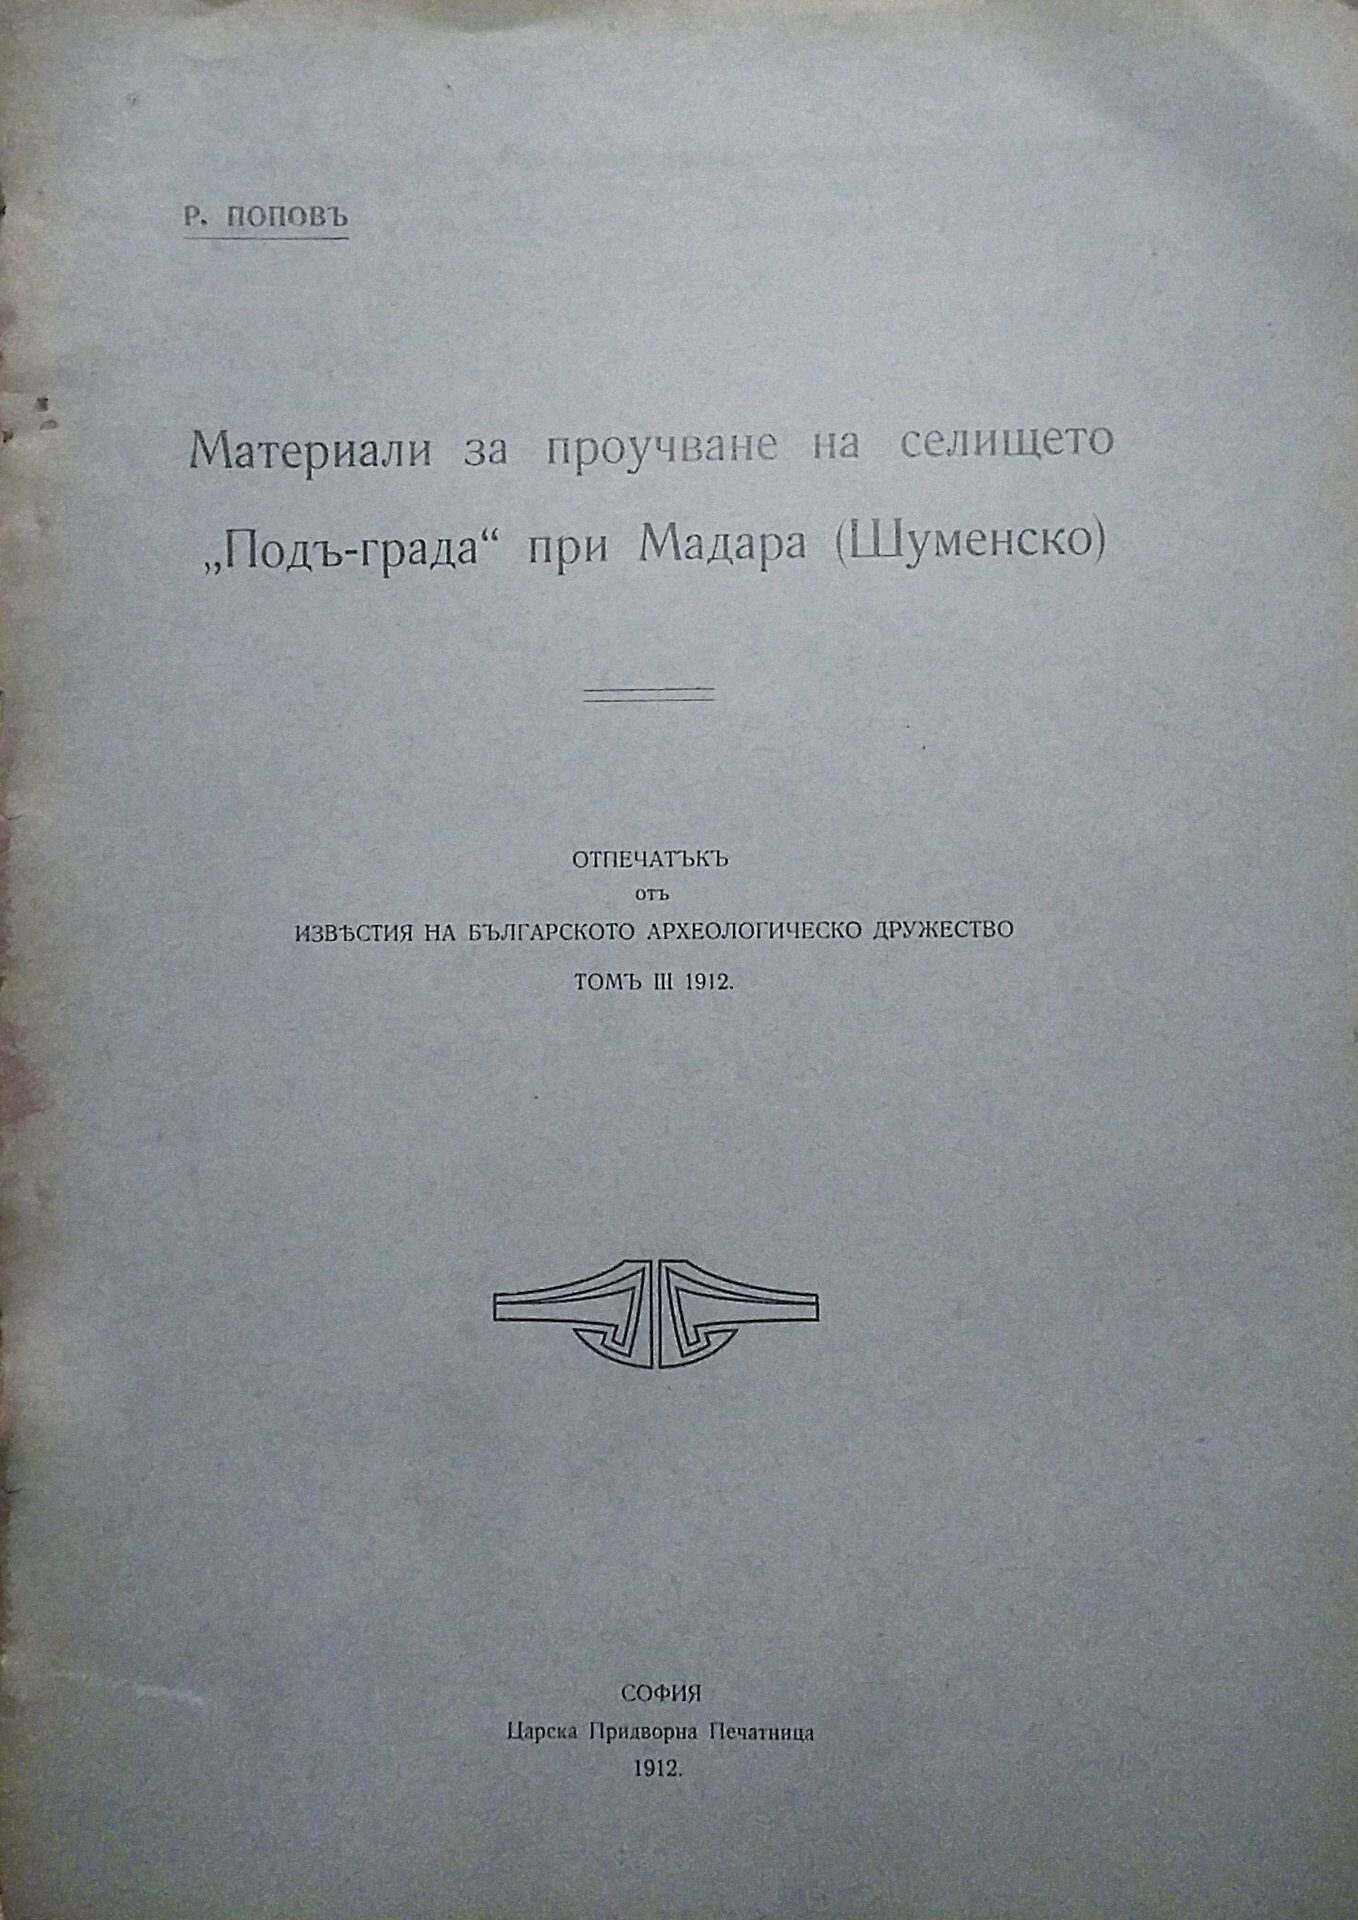 Р. ПОПОВЪ
Материали за проучване на селището
„Подъ-града“ при Мадара (Шуменско)
ОТПЕЧАТЪКЪ
отъ
ИЗВѢСТИЯ НА БЪЛГАРСКОТО АРХЕОЛОГИЧЕСКО ДРУЖЕСТВО
ТОМЪ III 1912.
СОФИЯ
Царска Придворна Печатница
1912.